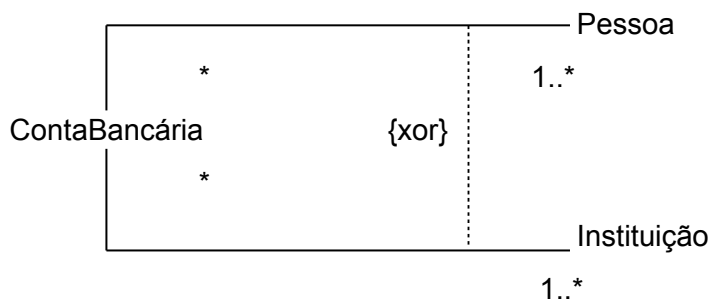 Pessoa
*
1..*
ContaBancária
{xor}
*
Instituição
1..*